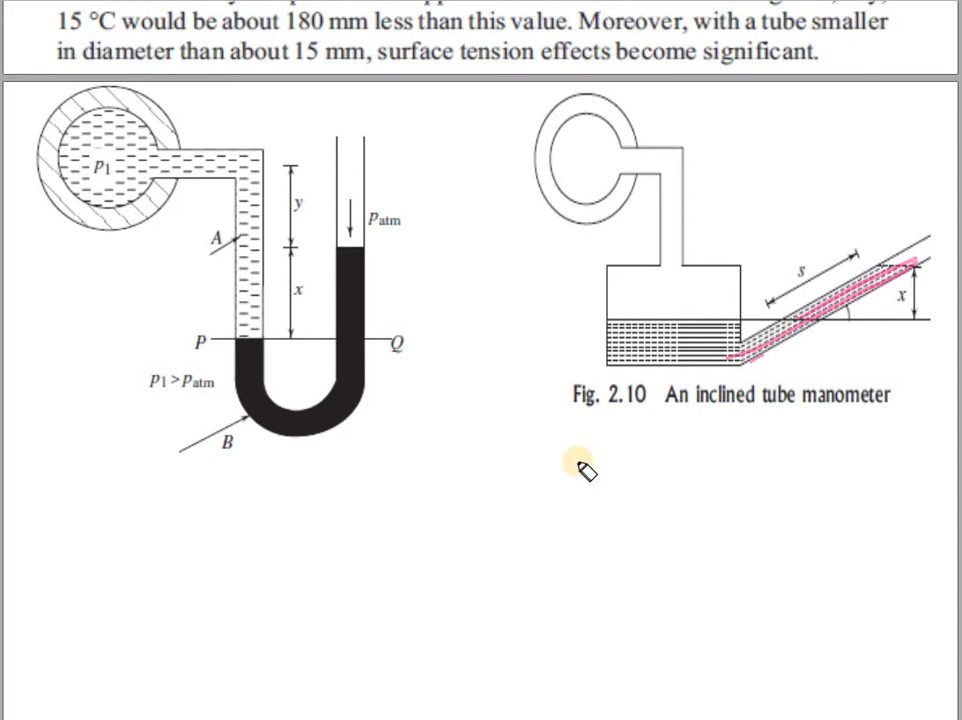 15 °C would be about 180 mm less than this value. Moreover, with a tube smaller
in diameter than about 15 mm, surface tension effects become significant.
p1
y
A
patm
x
P
Q
p1 > patm
B
s
x
Fig. 2.10 An inclined tube manometer